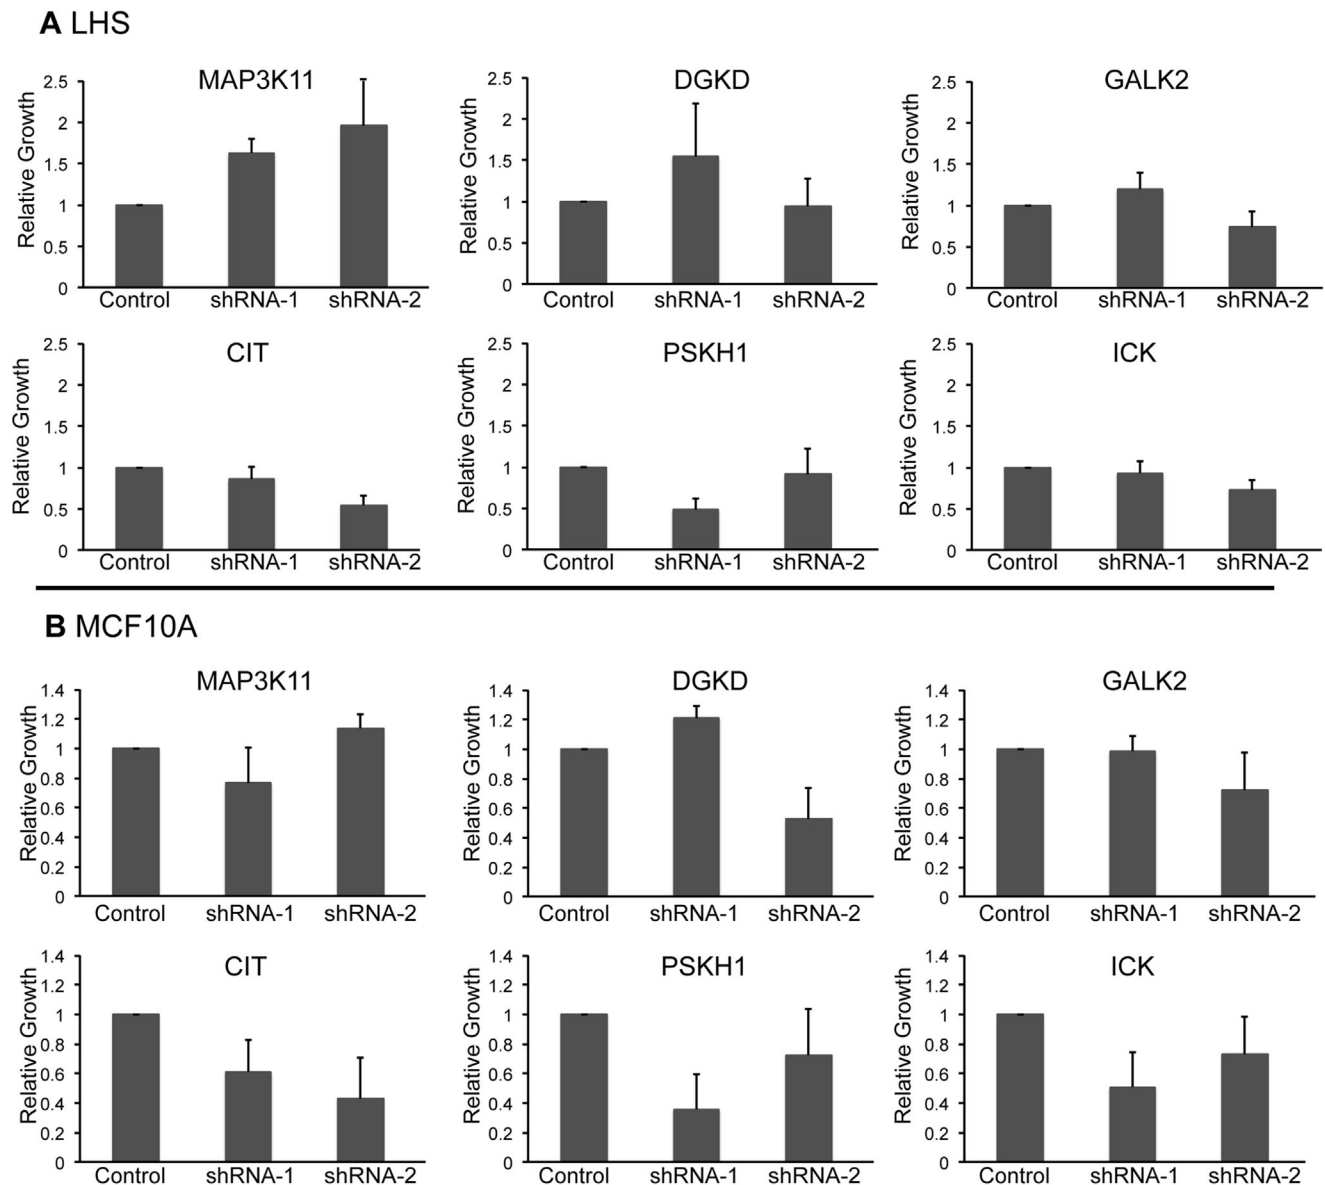 A LHS
MAP3K11
Relative Growth
2.5
2
1.5
1
0.5
0
Control shRNA-1 shRNA-2
DGKD
Relative Growth
2.5
2
1.5
1
0.5
0
Control shRNA-1 shRNA-2
GALK2
Relative Growth
2.5
2
1.5
1
0.5
0
Control shRNA-1 shRNA-2
CIT
Relative Growth
2.5
2
1.5
1
0.5
0
Control shRNA-1 shRNA-2
PSKH1
Relative Growth
2.5
2
1.5
1
0.5
0
Control shRNA-1 shRNA-2
ICK
Relative Growth
2.5
2
1.5
1
0.5
0
Control shRNA-1 shRNA-2
B MCF10A
MAP3K11
Relative Growth
1.4
1.2
1
0.8
0.6
0.4
0.2
0
Control shRNA-1 shRNA-2
DGKD
Relative Growth
1.4
1.2
1
0.8
0.6
0.4
0.2
0
Control shRNA-1 shRNA-2
GALK2
Relative Growth
1.4
1.2
1
0.8
0.6
0.4
0.2
0
Control shRNA-1 shRNA-2
CIT
Relative Growth
1.4
1.2
1
0.8
0.6
0.4
0.2
0
Control shRNA-1 shRNA-2
PSKH1
Relative Growth
1.4
1.2
1
0.8
0.6
0.4
0.2
0
Control shRNA-1 shRNA-2
ICK
Relative Growth
1.4
1.2
1
0.8
0.6
0.4
0.2
0
Control shRNA-1 shRNA-2